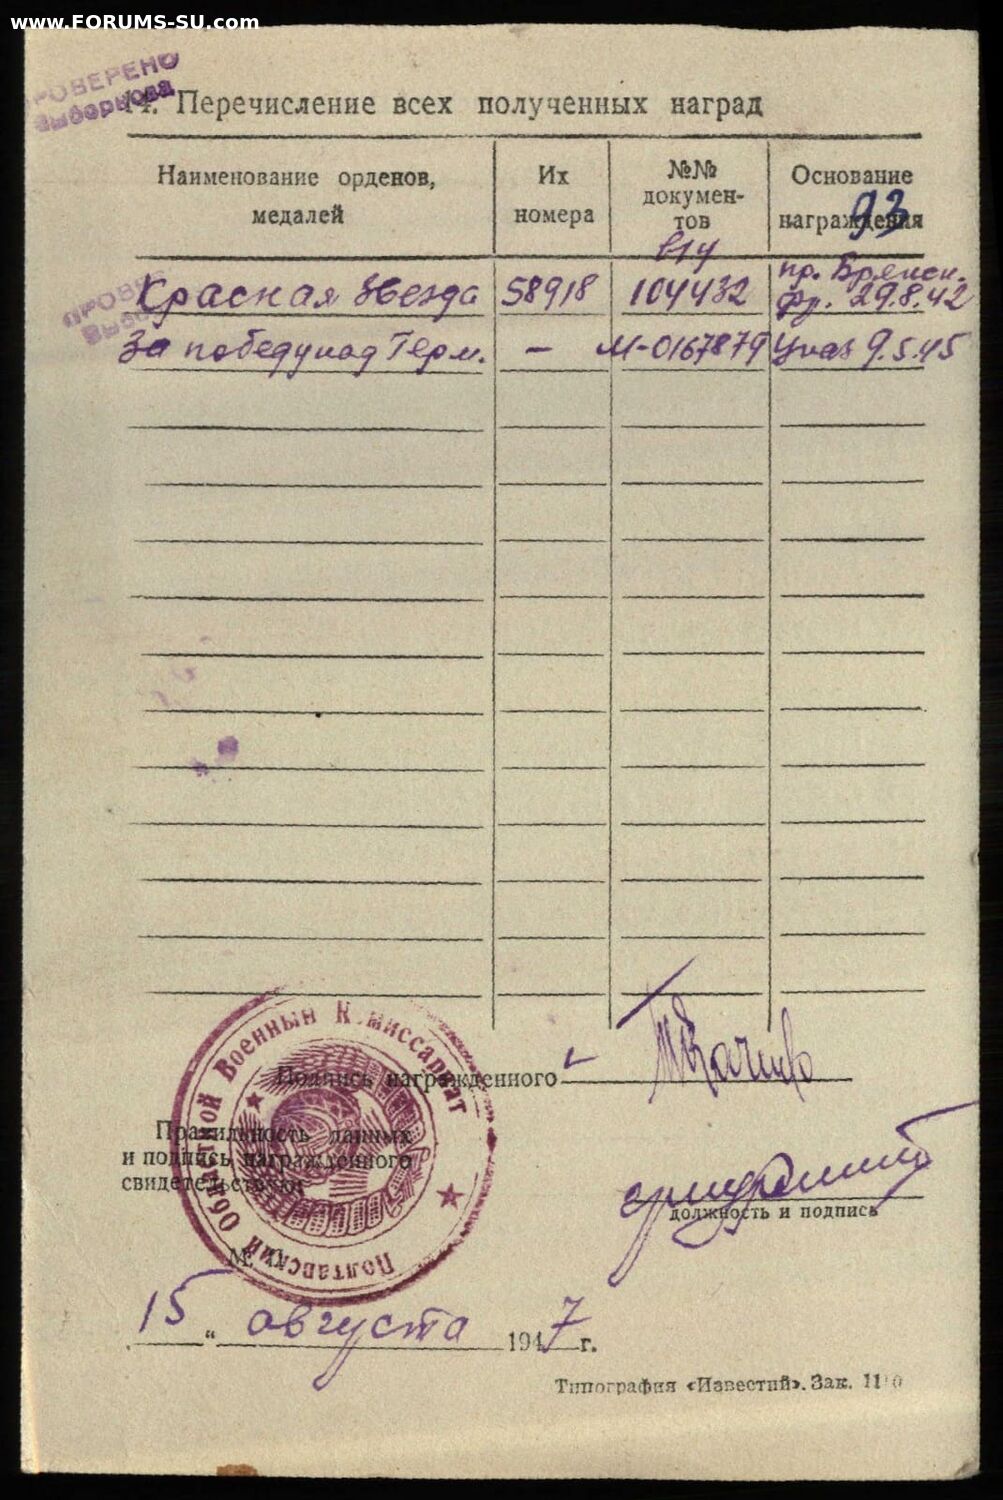 www.FORUMS-SU.com
ПРОВЕРЕНО
Выборнова
14. Перечисление всех полученных наград
Наименование орденов, медалей
Их номера
№№ документов
Основание награждения
93
Красная Звезда 58918 104432 пр. Брянск. фр. 29.8.42
За победу над Герм. — М-0167879 Указ 9.5.45
Полтавский Областной Военный Комиссариат
Подпись награжденного
Правильность данных
и подпись награжденного
свидетельствую
должность и подпись
М. П.
15 " августа 1947 г.
Типография «Известий». Зак. 11